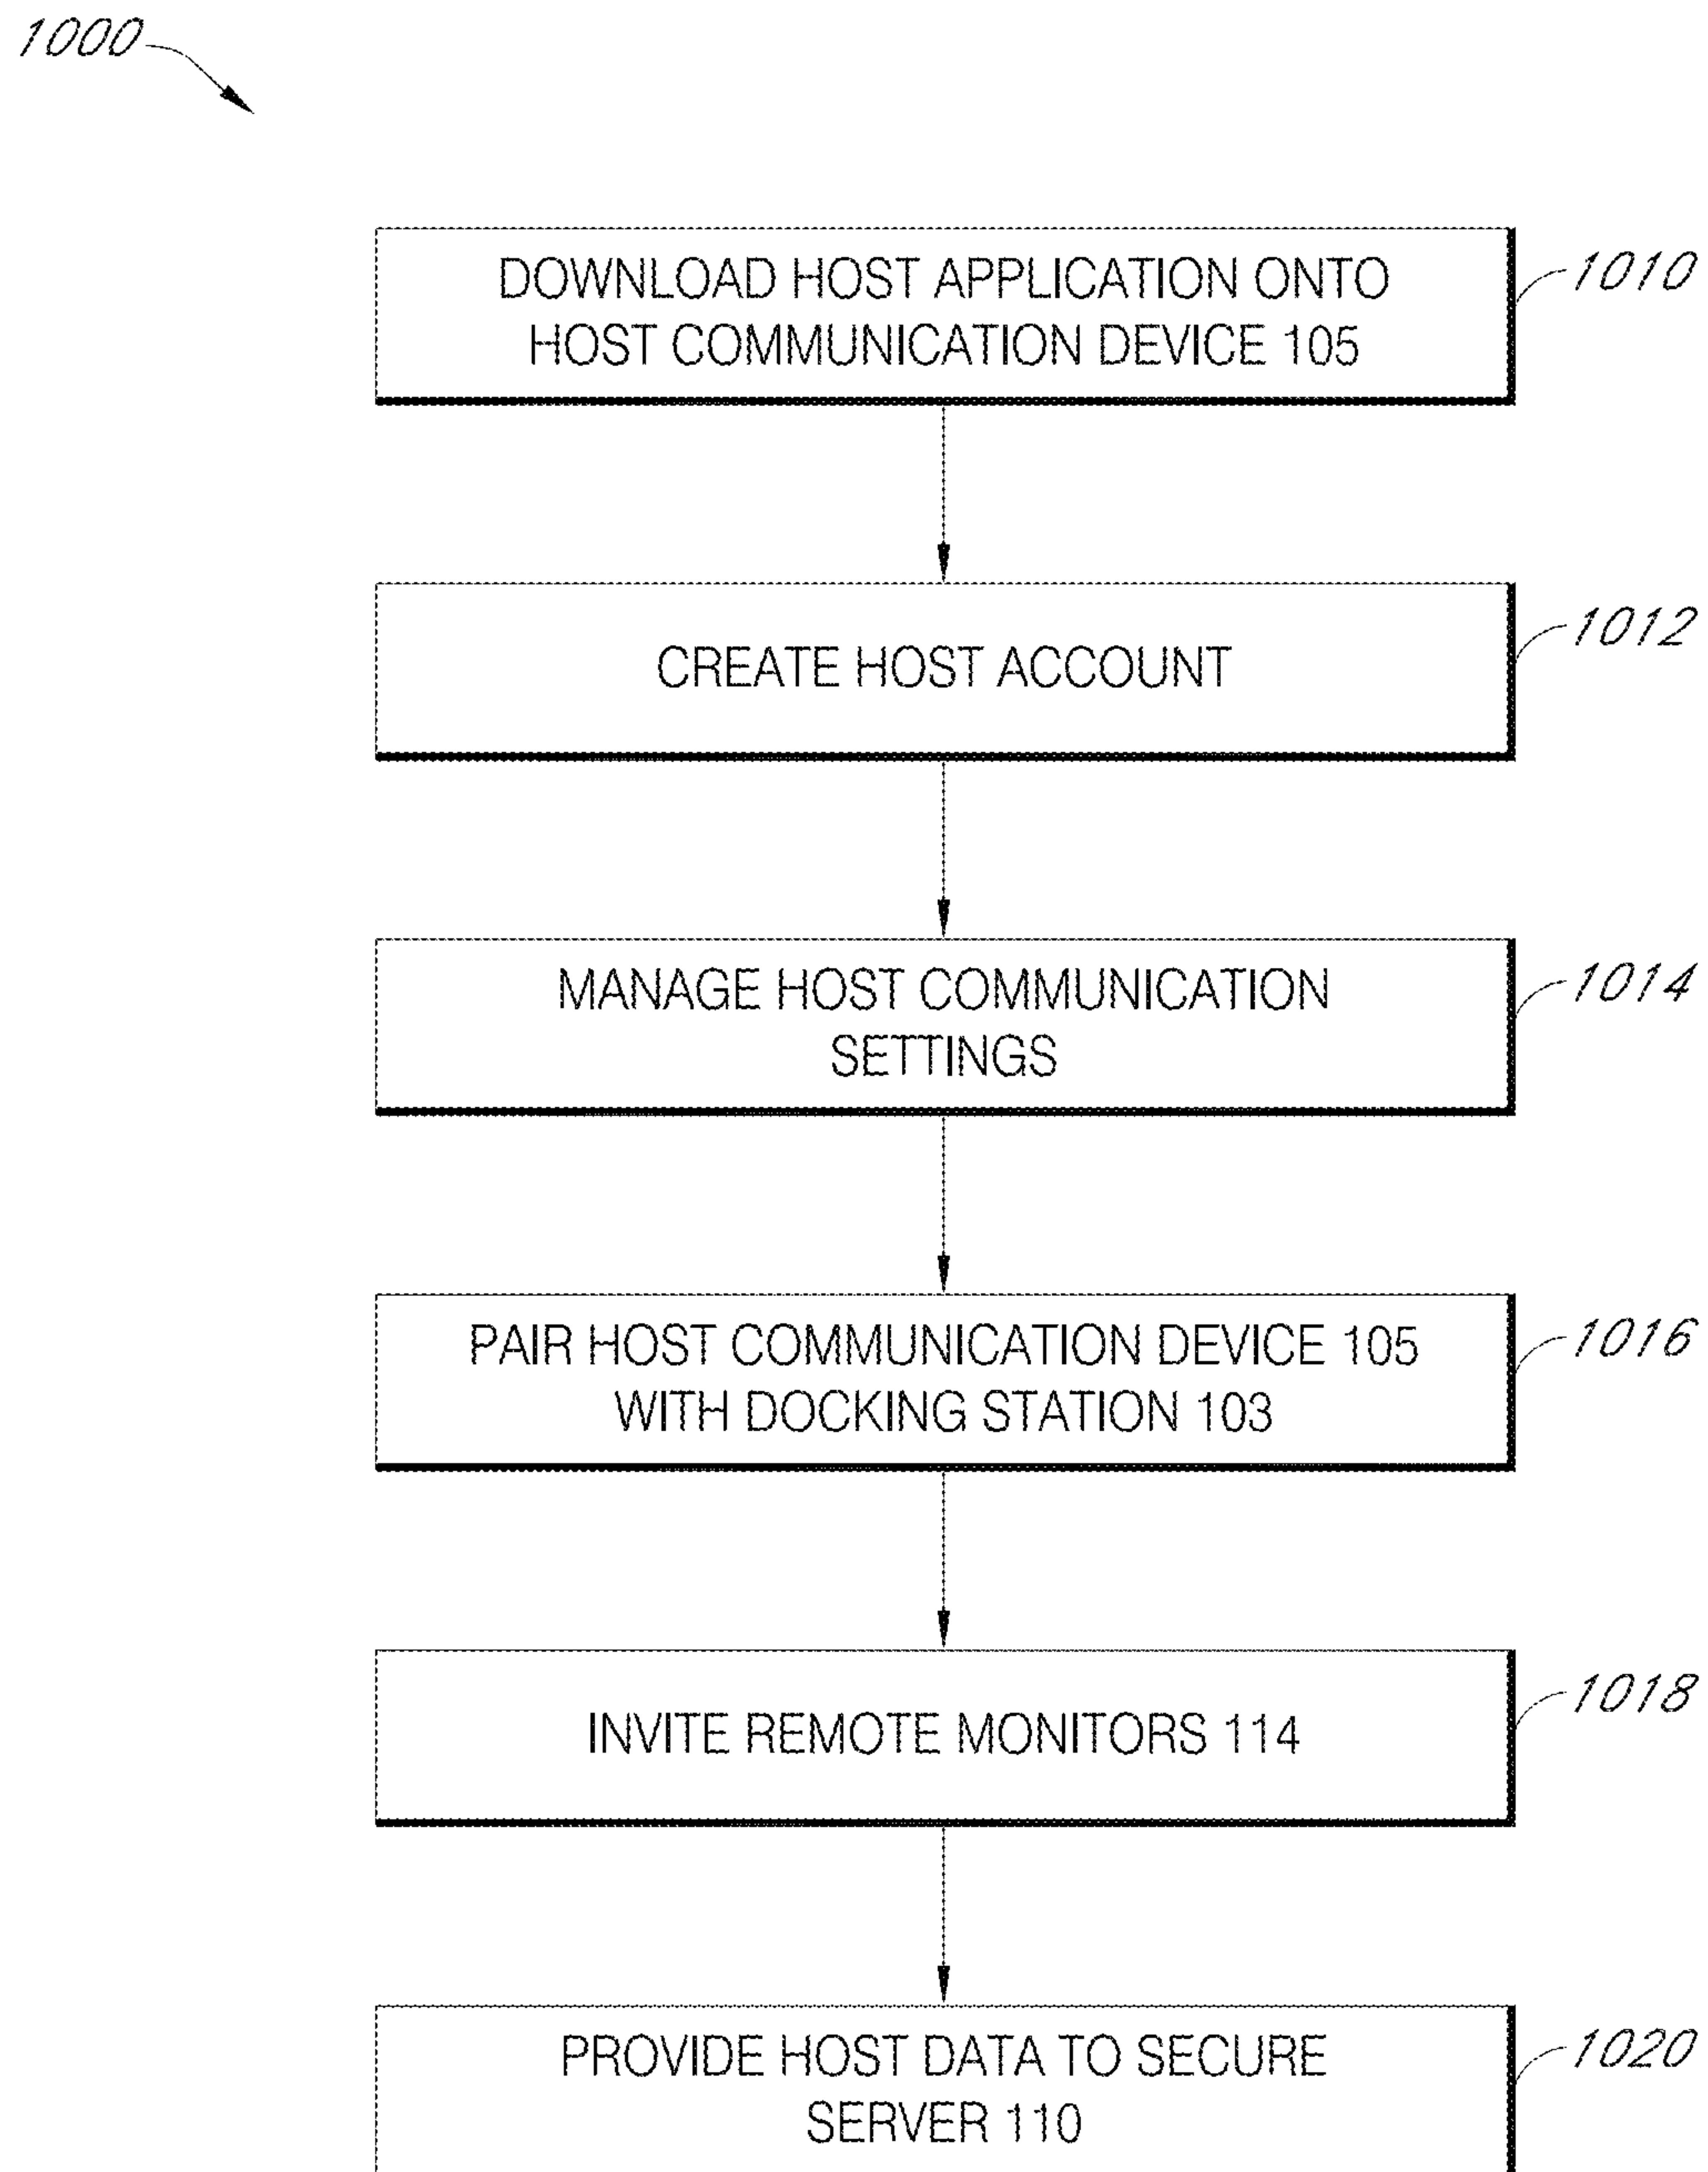 1000
DOWNLOAD HOST APPLICATION ONTO
HOST COMMUNICATION DEVICE 105
1010
CREATE HOST ACCOUNT
1012
MANAGE HOST COMMUNICATION
SETTINGS
1014
PAIR HOST COMMUNICATION DEVICE 105
WITH DOCKING STATION 103
1016
INVITE REMOTE MONITORS 114
1018
PROVIDE HOST DATA TO SECURE
SERVER 110
1020